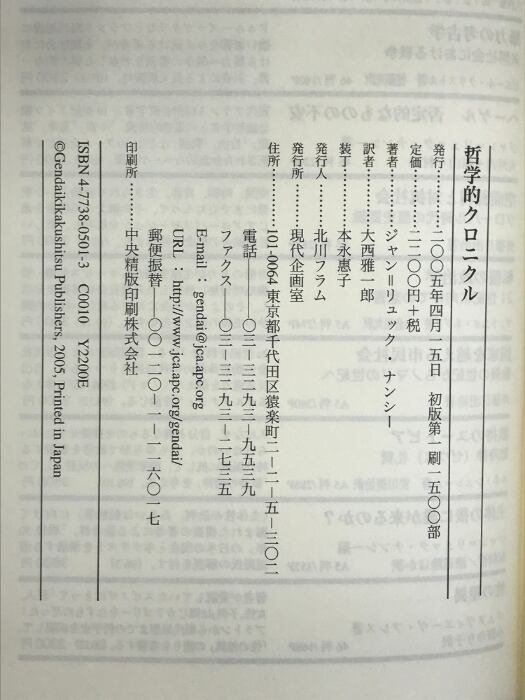 哲学的クロニクル
発行………二〇〇五年四月一五日　初版第一刷一五〇〇部
定価………二二〇〇円＋税
著者………ジャン＝リュック・ナンシー
訳者………大西雅一郎
装丁………本永惠子
発行人………北川フラム
発行所………現代企画室
住所………101-0064 東京都千代田区猿楽町二－二－五－三〇二
電話　〇三－三二九三－九五三九
ファクス－〇三－三二九三－二七三五
E-mail : gendai@jca.apc.org
URL : http://www.jca.apc.org/gendai/
郵便振替－〇〇一二〇－一－一一六〇一七
印刷所………中央精版印刷株式会社
ISBN 4-7738-0501-3　C0010　Y2200E
©Gendaikikakushitsu Publishers, 2005, Printed in Japan